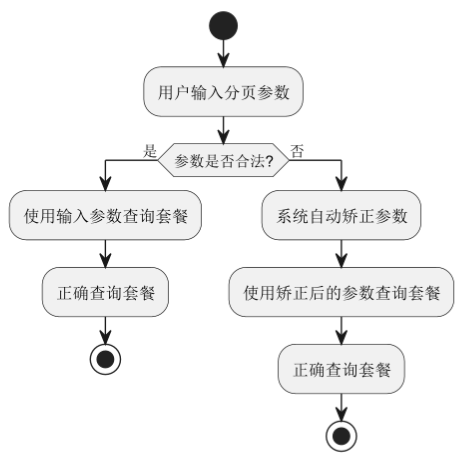 用户输入分页参数
是
参数是否合法?
否
使用输入参数查询套餐
系统自动矫正参数
正确查询套餐
使用矫正后的参数查询套餐
正确查询套餐